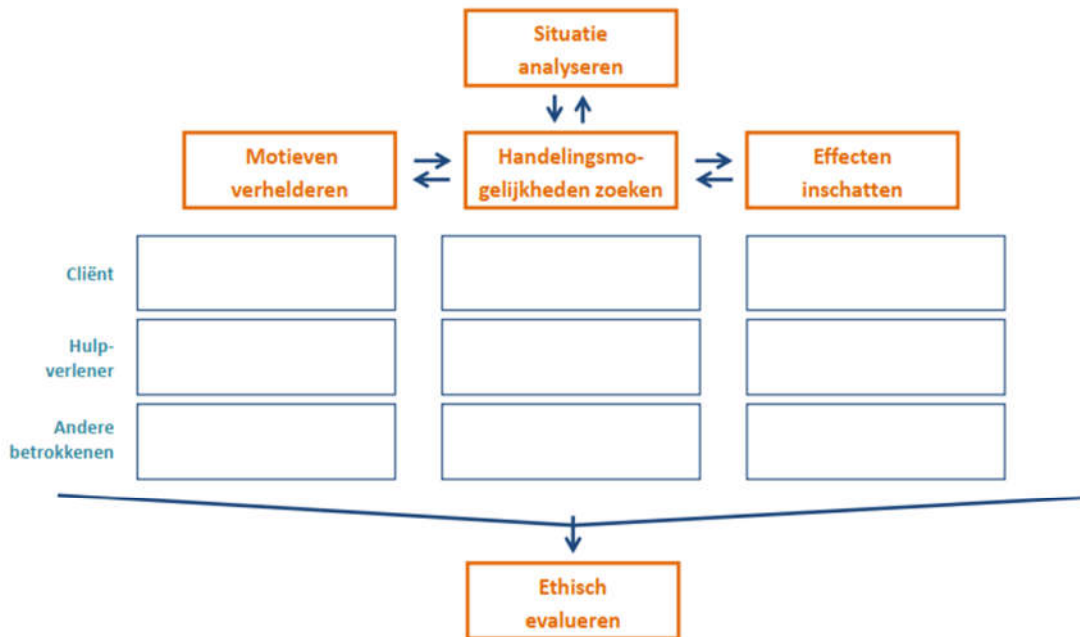 Situatie
analyseren
Motieven
verhelderen
Handelingsmo-
gelijkheden zoeken
Effecten
inschatten
Cliënt
Hulp-
verlener
Andere
betrokkenen
Ethisch
evalueren